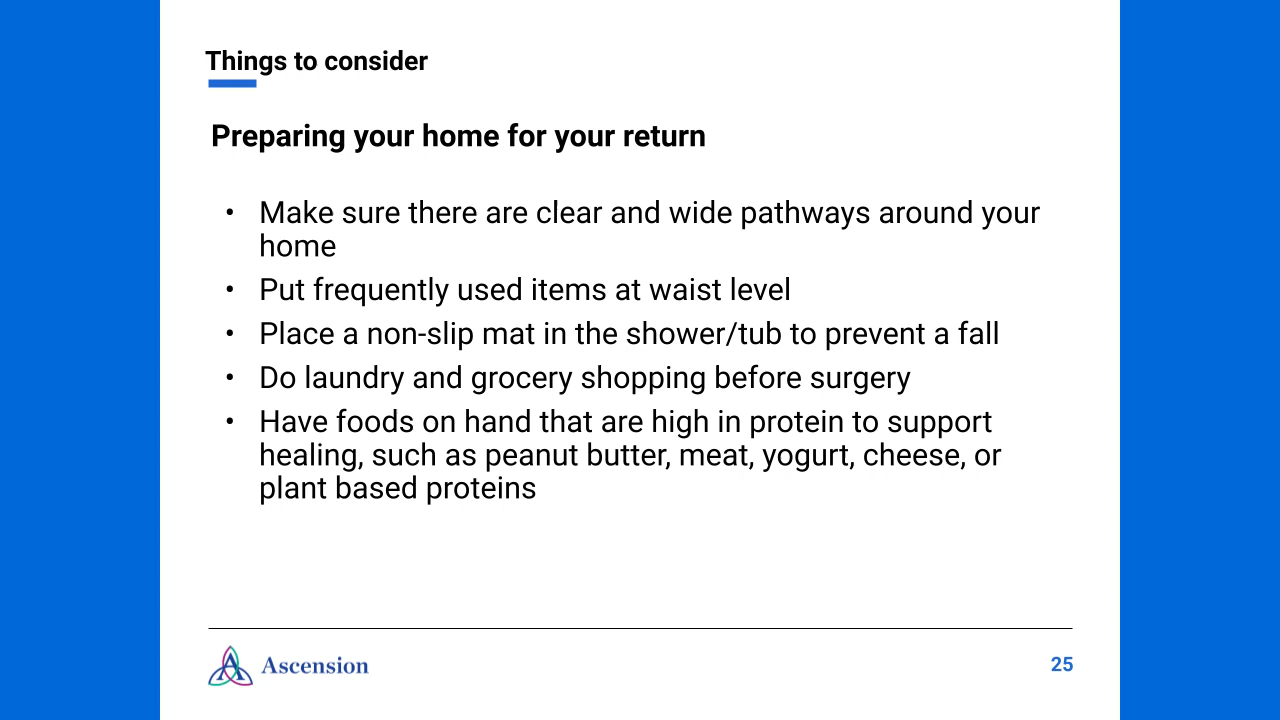 Things to consider
Preparing your home for your return
• Make sure there are clear and wide pathways around your
home
• Put frequently used items at waist level
• Place a non-slip mat in the shower/tub to prevent a fall
• Do laundry and grocery shopping before surgery
• Have foods on hand that are high in protein to support
healing, such as peanut butter, meat, yogurt, cheese, or
plant based proteins
Ascension
25